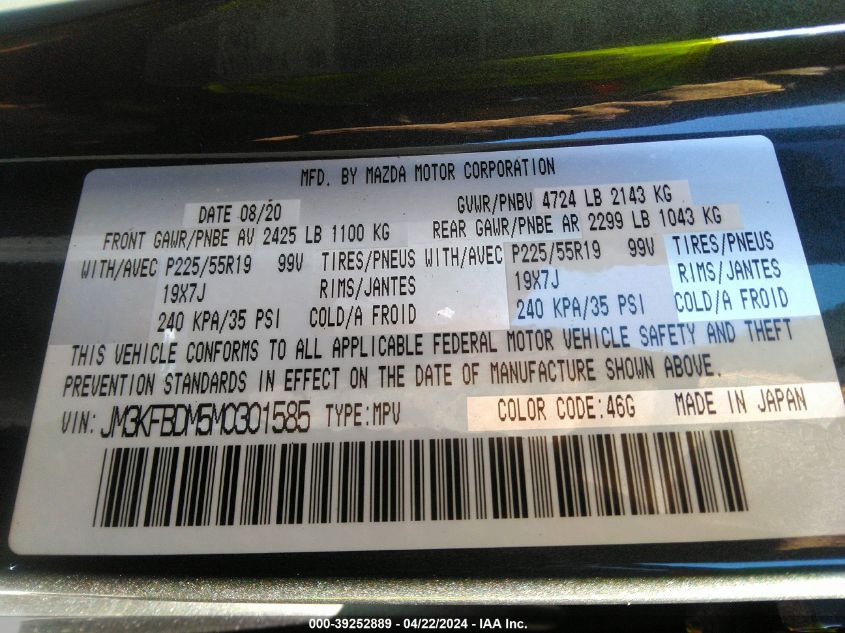 MFD. BY MAZDA MOTOR CORPORATION
DATE 08/20 GVWR/PNBV 4724 LB 2143 KG
FRONT GAWR/PNBE AV 2425 LB 1100 KG REAR GAWR/PNBE AR 2299 LB 1043 KG
WITH/AVEC P225/55R19 99V TIRES/PNEUS WITH/AVEC P225/55R19 99V TIRES/PNEUS
19X7J RIMS/JANTES 19X7J RIMS/JANTES
240 KPA/35 PSI COLD/A FROID 240 KPA/35 PSI COLD/A FROID
THIS VEHICLE CONFORMS TO ALL APPLICABLE FEDERAL MOTOR VEHICLE SAFETY AND THEFT
PREVENTION STANDARDS IN EFFECT ON THE DATE OF MANUFACTURE SHOWN ABOVE.
VIN: JM3KFBDM5M0301585 TYPE:MPV COLOR CODE:46G MADE IN JAPAN
000-39252889 - 04/22/2024 - IAA Inc.